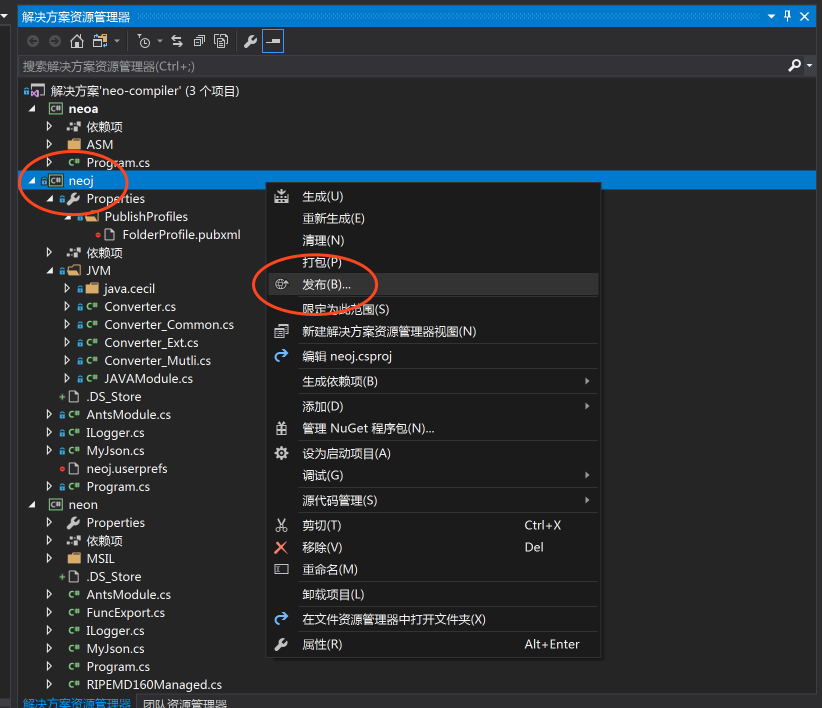 解决方案资源管理器
搜索解决方案资源管理器(Ctrl+;)
解决方案'neo-compiler' (3 个项目)
neoa
依赖项
ASM
Program.cs
neoj
Properties
PublishProfiles
FolderProfile.pubxml
依赖项
JVM
java.cecil
Converter.cs
Converter_Common.cs
Converter_Ext.cs
Converter_Mutli.cs
JAVAModule.cs
.DS_Store
AntsModule.cs
ILogger.cs
MyJson.cs
neoj.userprefs
Program.cs
neon
Properties
依赖项
MSIL
.DS_Store
AntsModule.cs
FuncExport.cs
ILogger.cs
MyJson.cs
Program.cs
RIPEMD160Managed.cs
生成(U)
重新生成(E)
清理(N)
打包(P)
发布(B)...
限定为此范围(S)
新建解决方案资源管理器视图(N)
编辑 neoj.csproj
生成依赖项(B)
添加(D)
管理 NuGet 程序包(N)...
设为启动项目(A)
调试(G)
源代码管理(S)
剪切(T) Ctrl+X
移除(V) Del
重命名(M)
卸载项目(L)
在文件资源管理器中打开文件夹(X)
属性(R) Alt+Enter
解决方案资源管理器 团队资源管理器